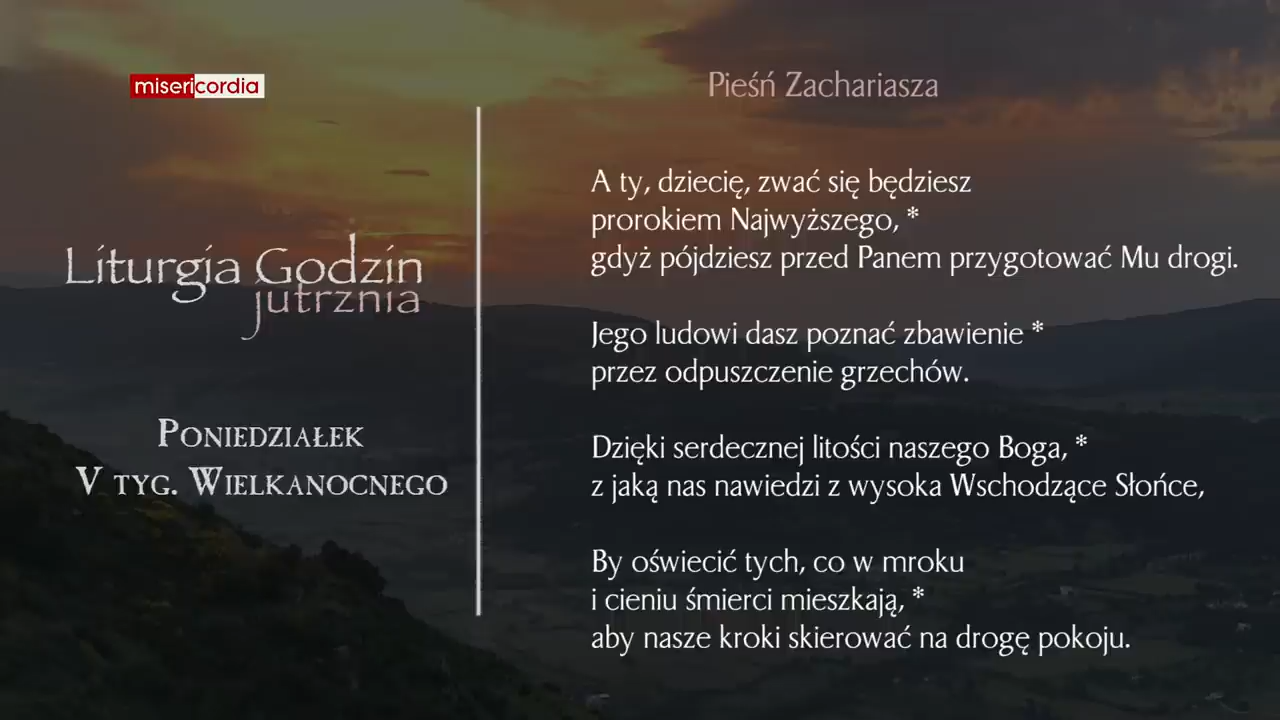 misericordia
Liturgia Godzin
jutrznia
Poniedziałek
V tyg. Wielkanocnego
Pieśń Zachariasza
A ty, dziecię, zwać się będziesz
prorokiem Najwyższego, *
gdyż pójdziesz przed Panem przygotować Mu drogi.
Jego ludowi dasz poznać zbawienie *
przez odpuszczenie grzechów.
Dzięki serdecznej litości naszego Boga, *
z jaką nas nawiedzi z wysoka Wschodzące Słońce,
By oświecić tych, co w mroku
i cieniu śmierci mieszkają, *
aby nasze kroki skierować na drogę pokoju.